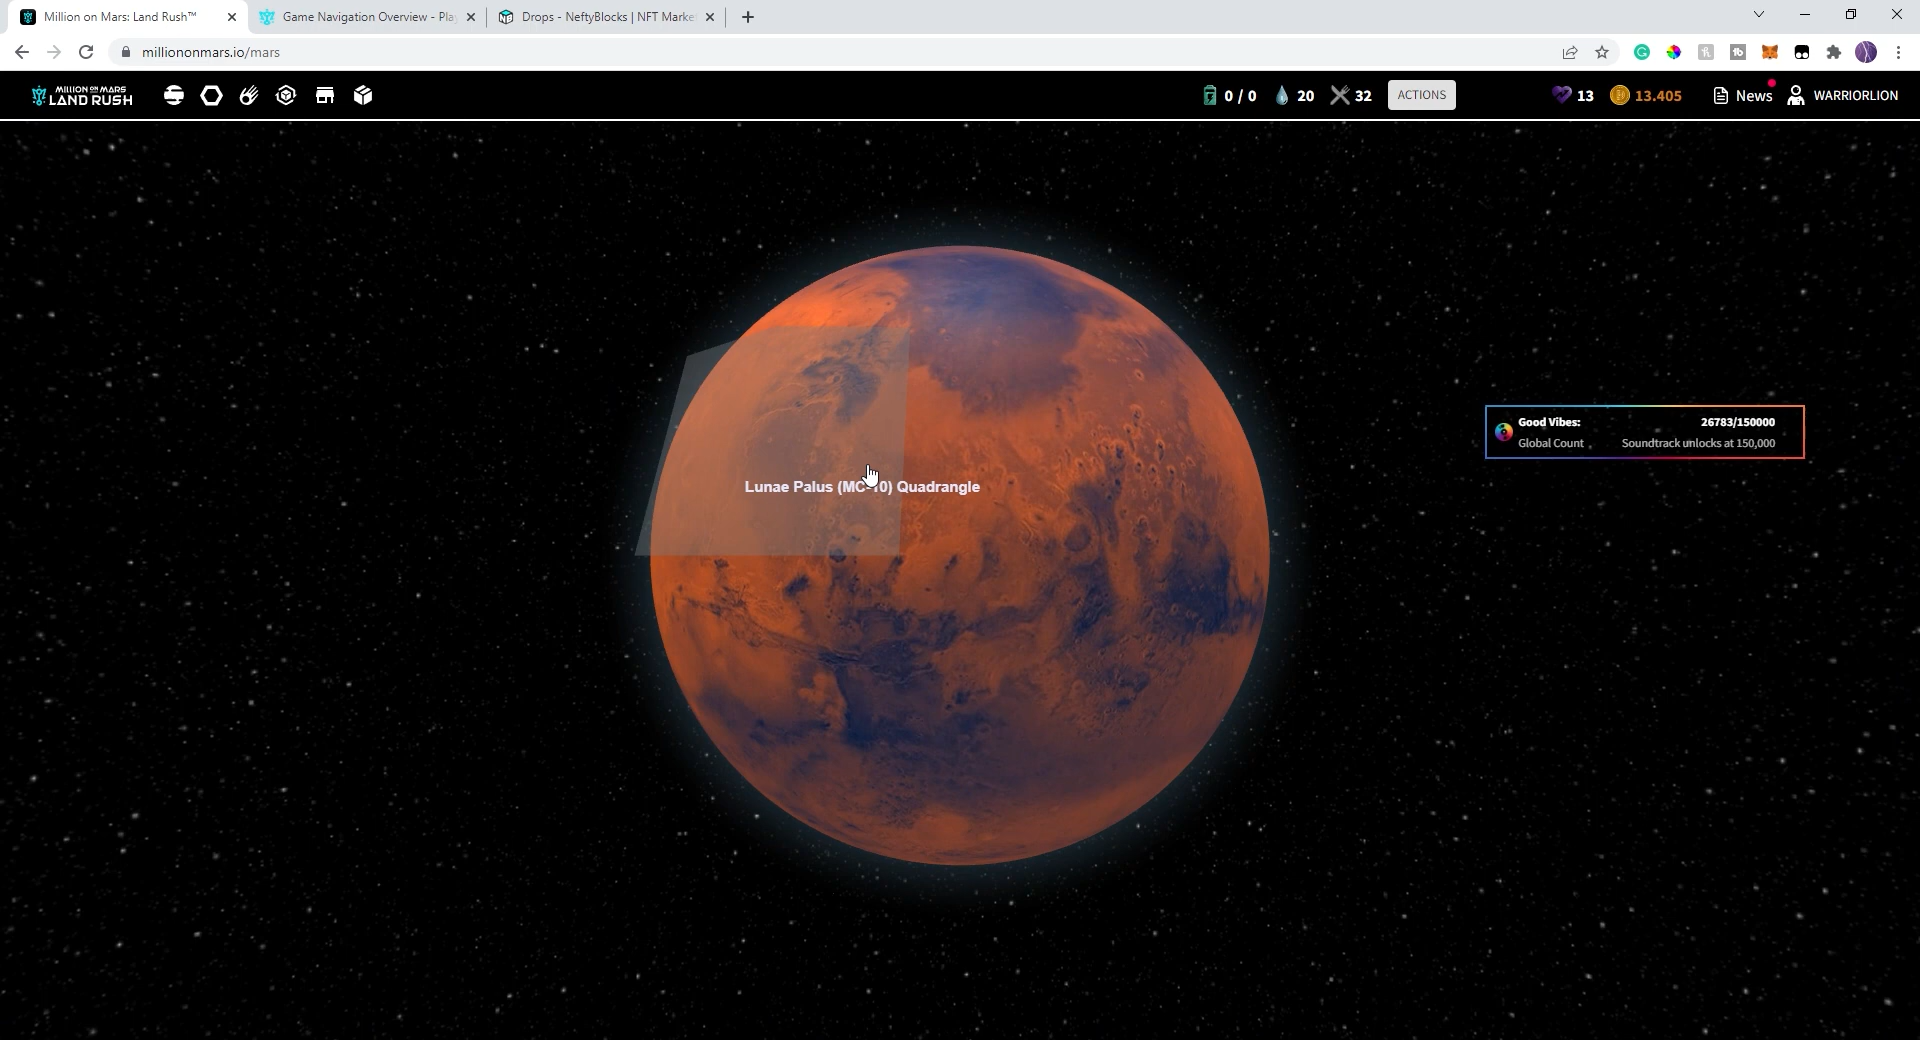 Million on Mars: Land Rush™
Game Navigation Overview - Pla
Drops - NeftyBlocks | NFT Marke
milliononmars.io/mars
MILLION ON MARS
LAND RUSH
0 / 0
20
32
ACTIONS
13
13.405
News
WARRIORLION
Good Vibes:
26783/150000
Global Count
Soundtrack unlocks at 150,000
Lunae Palus (MC-10) Quadrangle